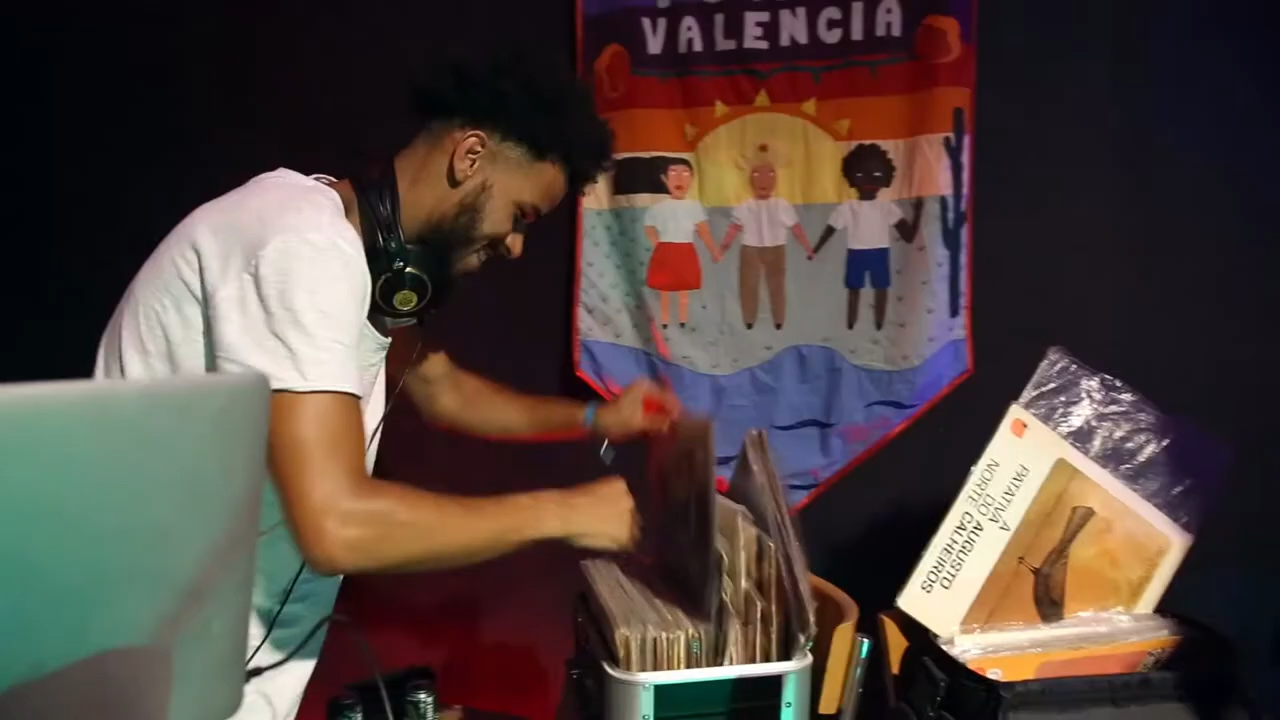 VALENCIA
A
PATATIVA
DO
NORTE
AUGUSTO
CALHEIROS